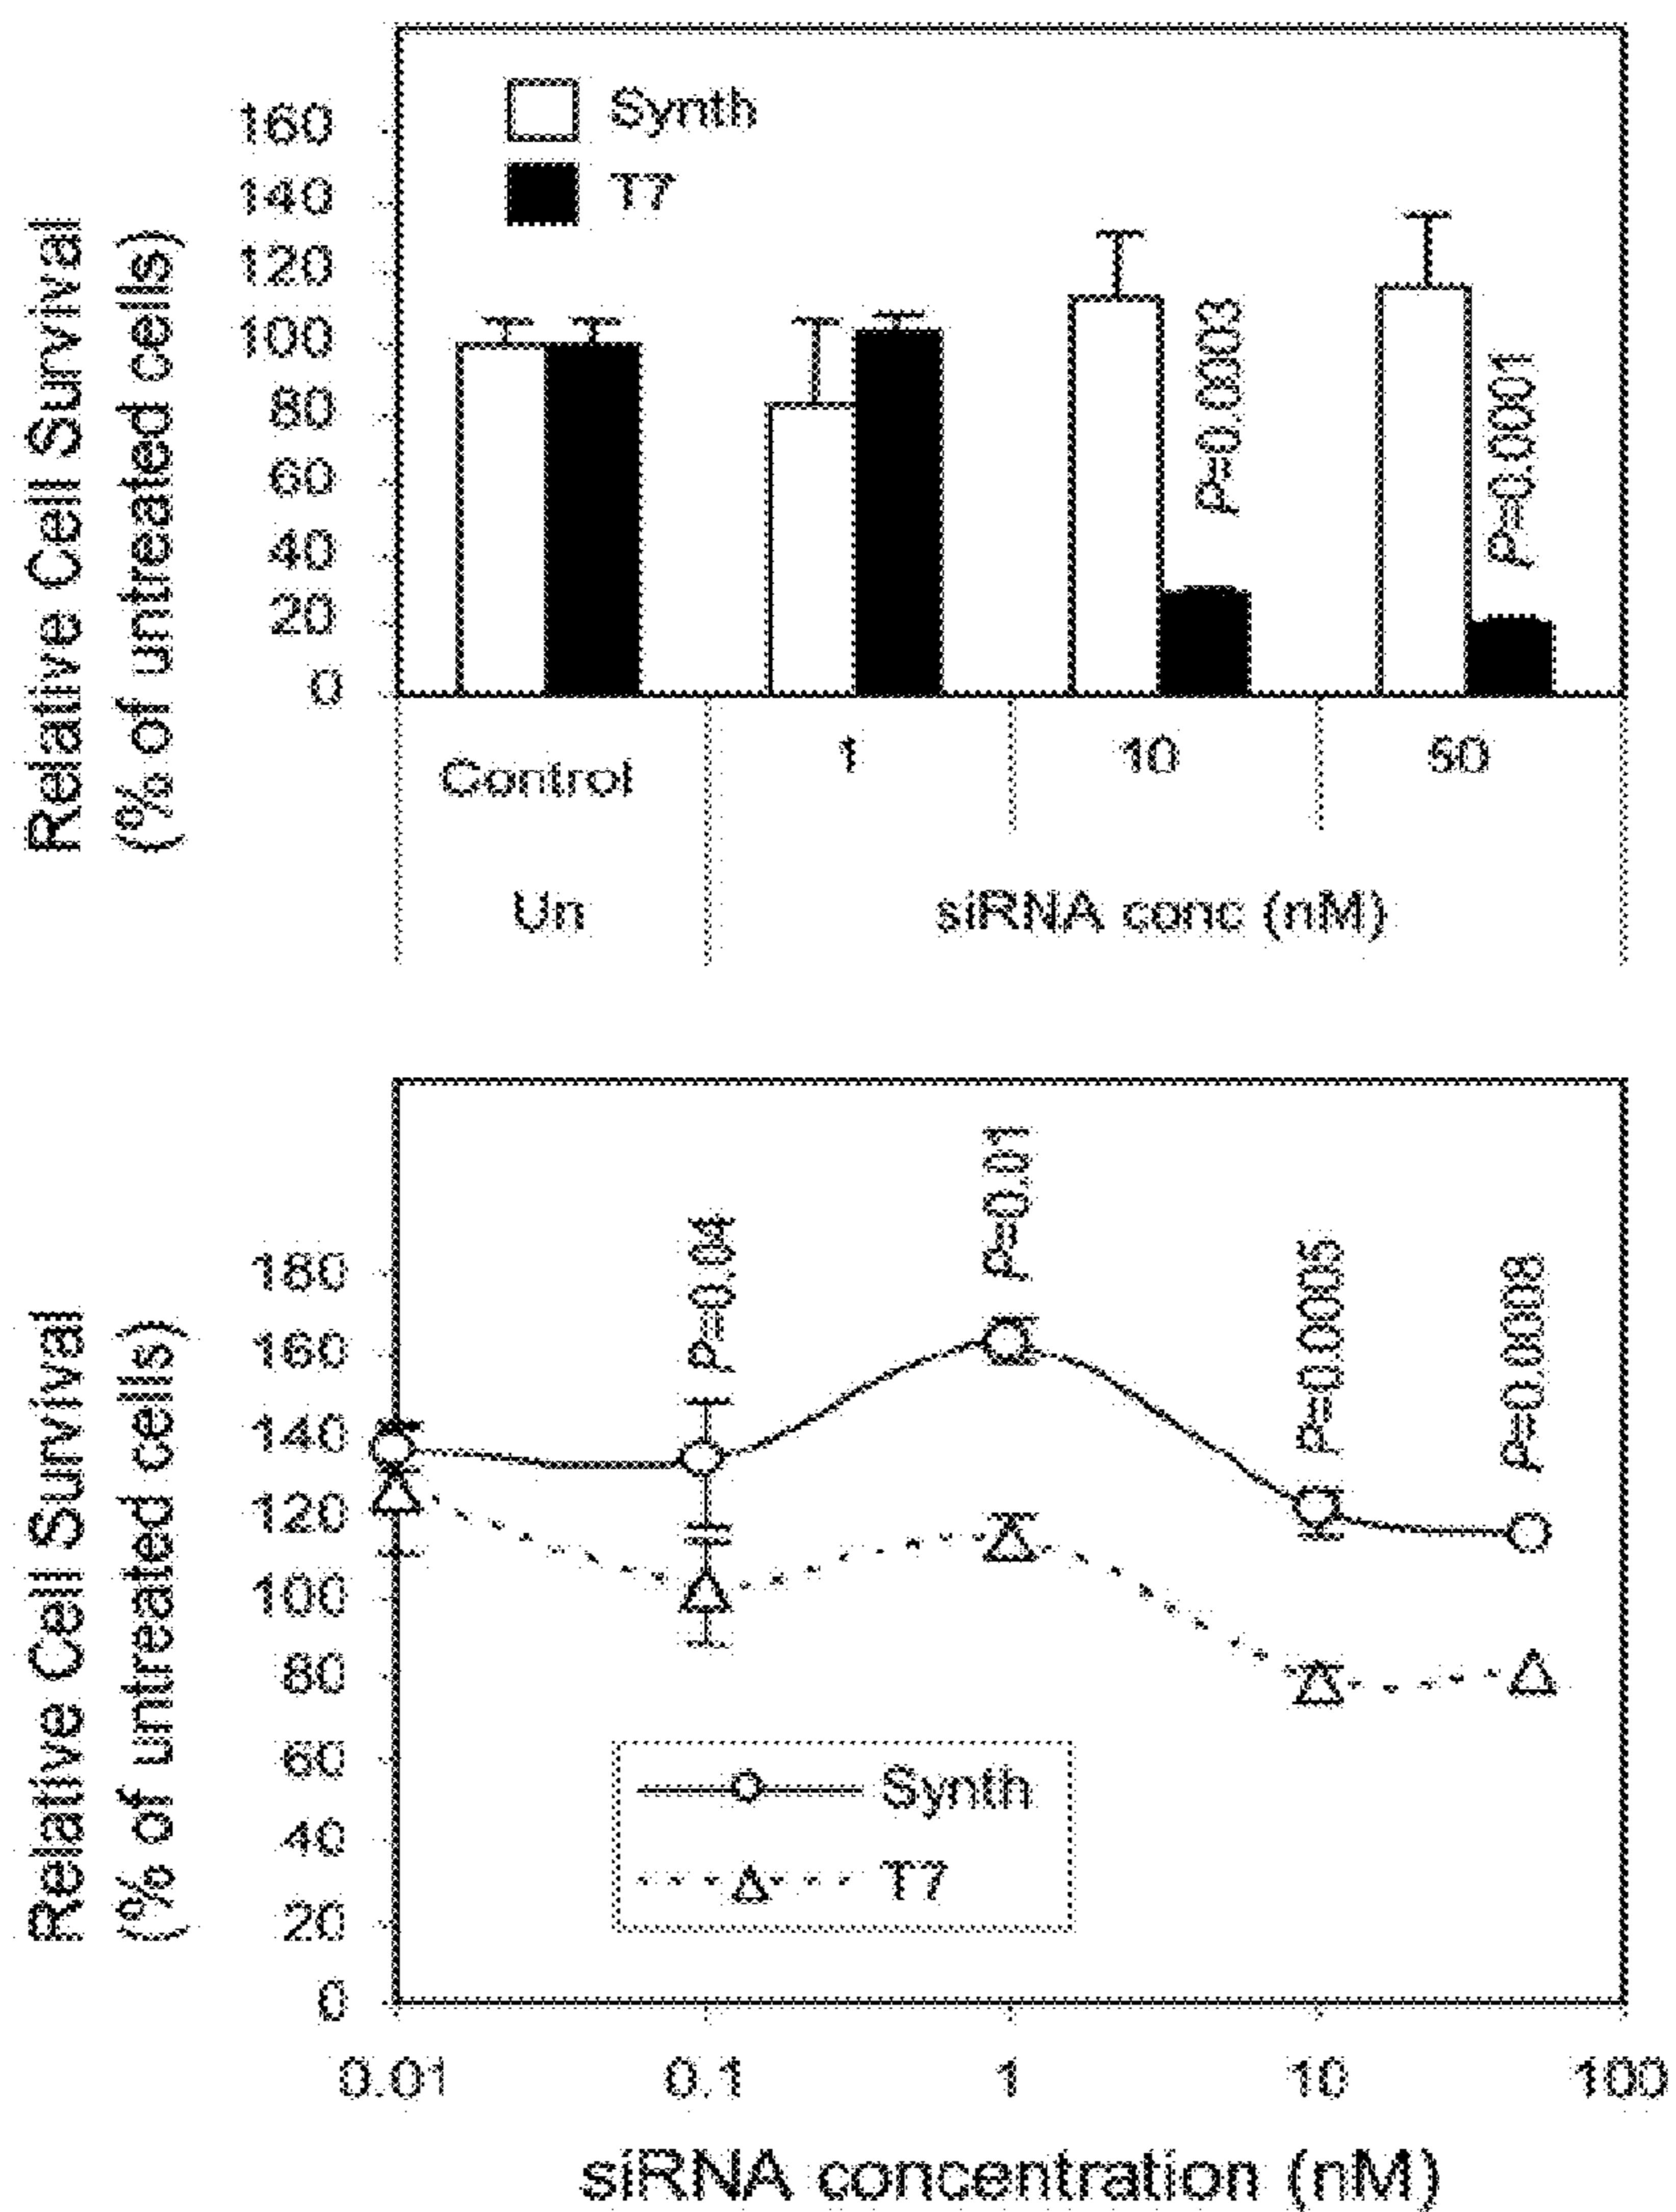 Relative Cell Survival
(% of untreated cells)
160
140
120
100
80
60
40
20
0
Synth
T7
P=0.0003
P=0.0001
Control
1
10
50
Un
siRNA conc (nM)
Relative Cell Survival
(% of untreated cells)
180
160
140
120
100
80
60
40
20
0
P=0.04
P=0.01
P=0.0005
P=0.0008
Synth
T7
0.01
0.1
1
10
100
siRNA concentration (nM)